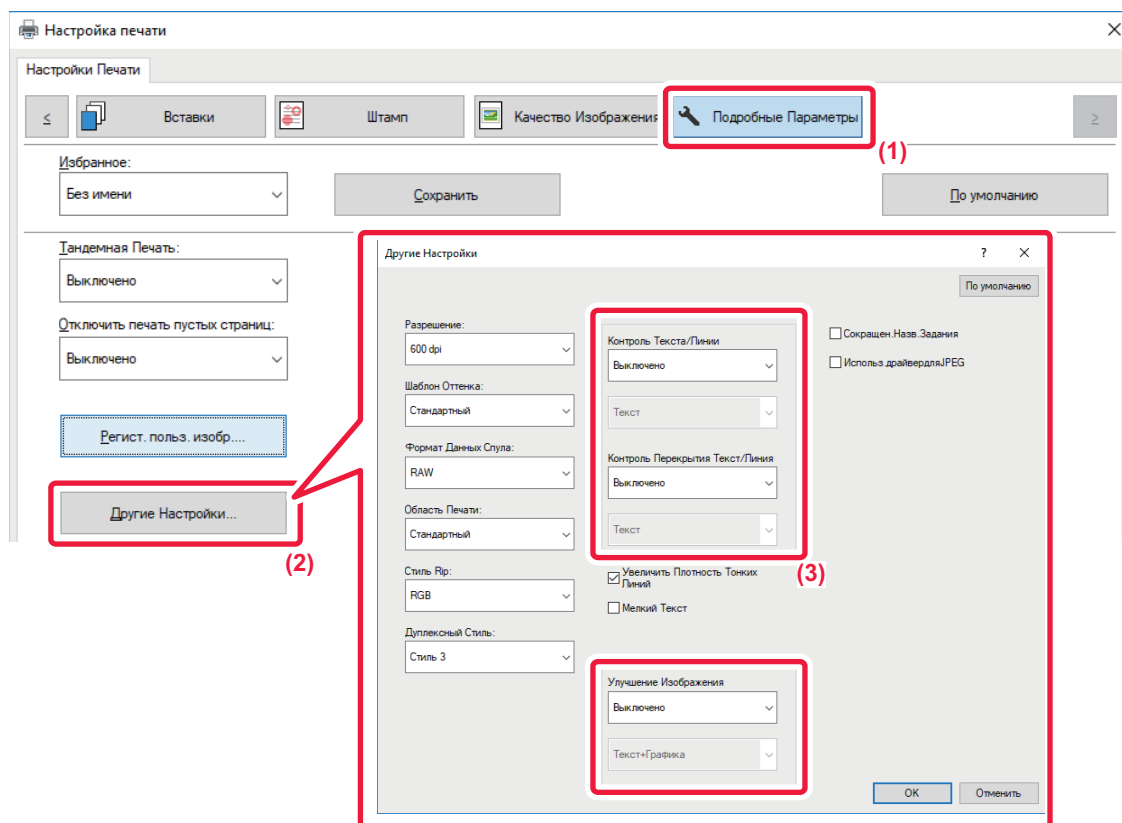 Настройка печати
Настройки Печати
<
Вставки
Штамп
Качество Изображения
Подробные Параметры
>
(1)
Избранное:
Без имени
Сохранить
По умолчанию
Тандемная Печать:
Выключено
Отключить печать пустых страниц:
Выключено
Регист. польз. изобр....
Другие Настройки...
(2)
Другие Настройки
?
По умолчанию
Разрешение:
600 dpi
Шаблон Оттенка:
Стандартный
Формат Данных Спула:
RAW
Область Печати:
Стандартный
Стиль Rip:
RGB
Дуплексный Стиль:
Стиль 3
Контроль Текста/Линии
Выключено
Текст
Контроль Перекрытия Текст/Линия
Выключено
Текст
(3)
Увеличить Плотность Тонких
Линий
Мелкий Текст
Улучшение Изображения
Выключено
Текст+Графика
Сокращен.Назв.Задания
Использ.драйвердляJPEG
OK
Отменить